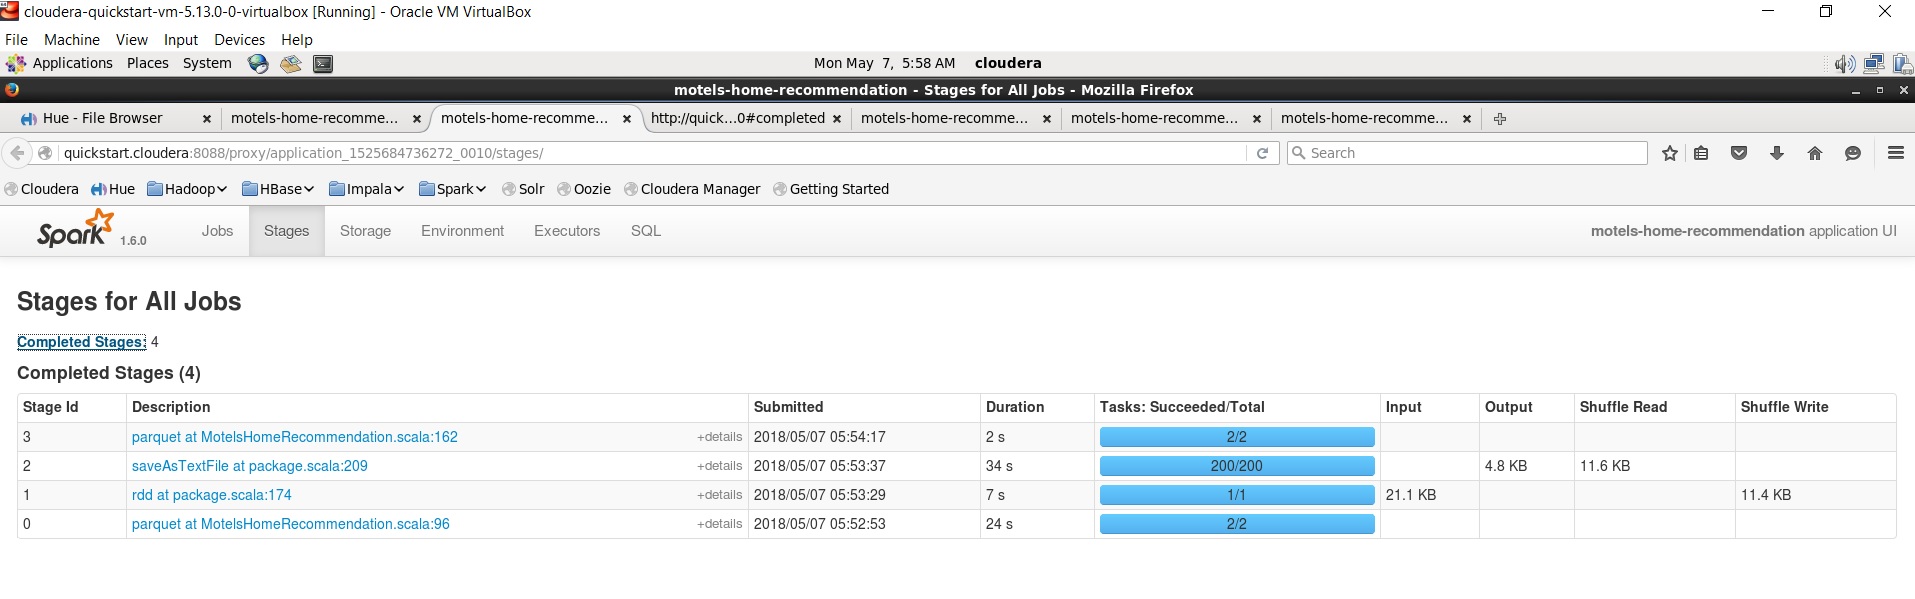 cloudera-quickstart-vm-5.13.0-0-virtualbox [Running] - Oracle VM VirtualBox
File Machine View Input Devices Help
Applications Places System Mon May 7, 5:58 AM cloudera
motels-home-recommendation - Stages for All Jobs - Mozilla Firefox
Hue - File Browser motels-home-recomme... motels-home-recomme... http://quick...0#completed motels-home-recomme... motels-home-recomme... motels-home-recomme...
quickstart.cloudera:8088/proxy/application_1525684736272_0010/stages/ Search
Cloudera Hue Hadoop HBase Impala Spark Solr Oozie Cloudera Manager Getting Started
Spark 1.6.0 Jobs Stages Storage Environment Executors SQL motels-home-recommendation application UI
Stages for All Jobs
Completed Stages: 4
Completed Stages (4)
Stage Id Description Submitted Duration Tasks: Succeeded/Total Input Output Shuffle Read Shuffle Write
3 parquet at MotelsHomeRecommendation.scala:162 +details 2018/05/07 05:54:17 2 s 2/2
2 saveAsTextFile at package.scala:209 +details 2018/05/07 05:53:37 34 s 200/200 4.8 KB 11.6 KB
1 rdd at package.scala:174 +details 2018/05/07 05:53:29 7 s 1/1 21.1 KB 11.4 KB
0 parquet at MotelsHomeRecommendation.scala:96 +details 2018/05/07 05:52:53 24 s 2/2